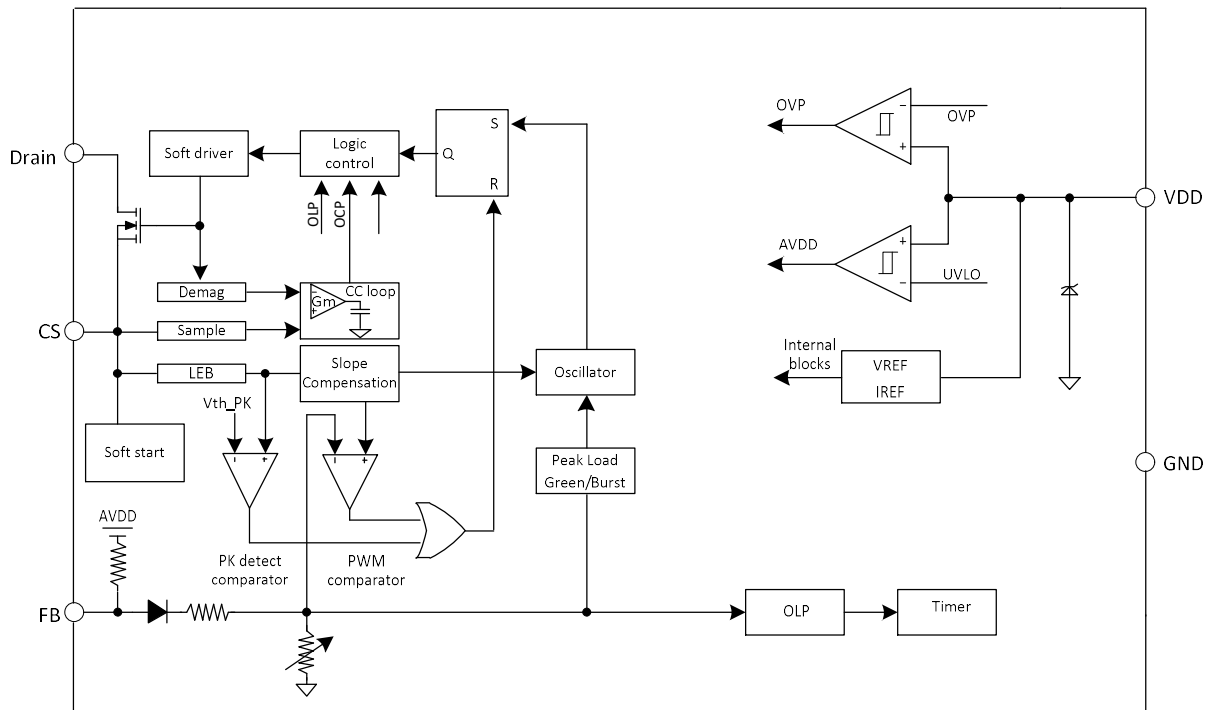 OVP
OVP
S
Soft driver
Logic
control
Q
Drain
R
VDD
OLP
OCP
AVDD
UVLO
Demag
CC loop
Gm
CS
Sample
LEB
Slope
Compensation
Oscillator
Internal
blocks
VREF
IREF
Vth_PK
Soft start
Peak Load
Green/Burst
GND
AVDD
PK detect
comparator
PWM
comparator
FB
OLP
Timer